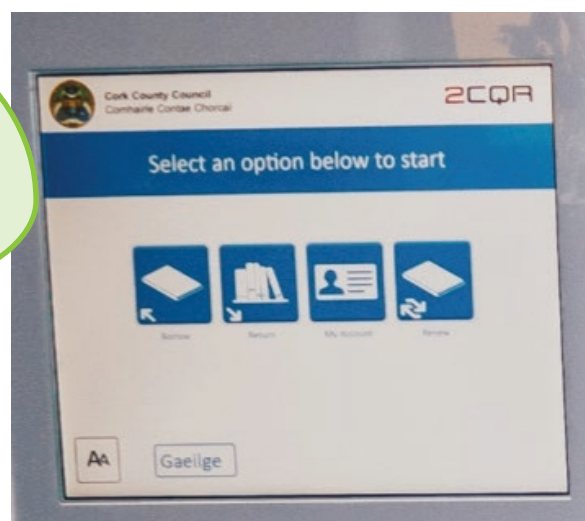 Cork County Council
Comhairle Contae Chorcaí
2CQR
Select an option below to start
Borrow
Return
My Account
Renew
AA
Gaeilge